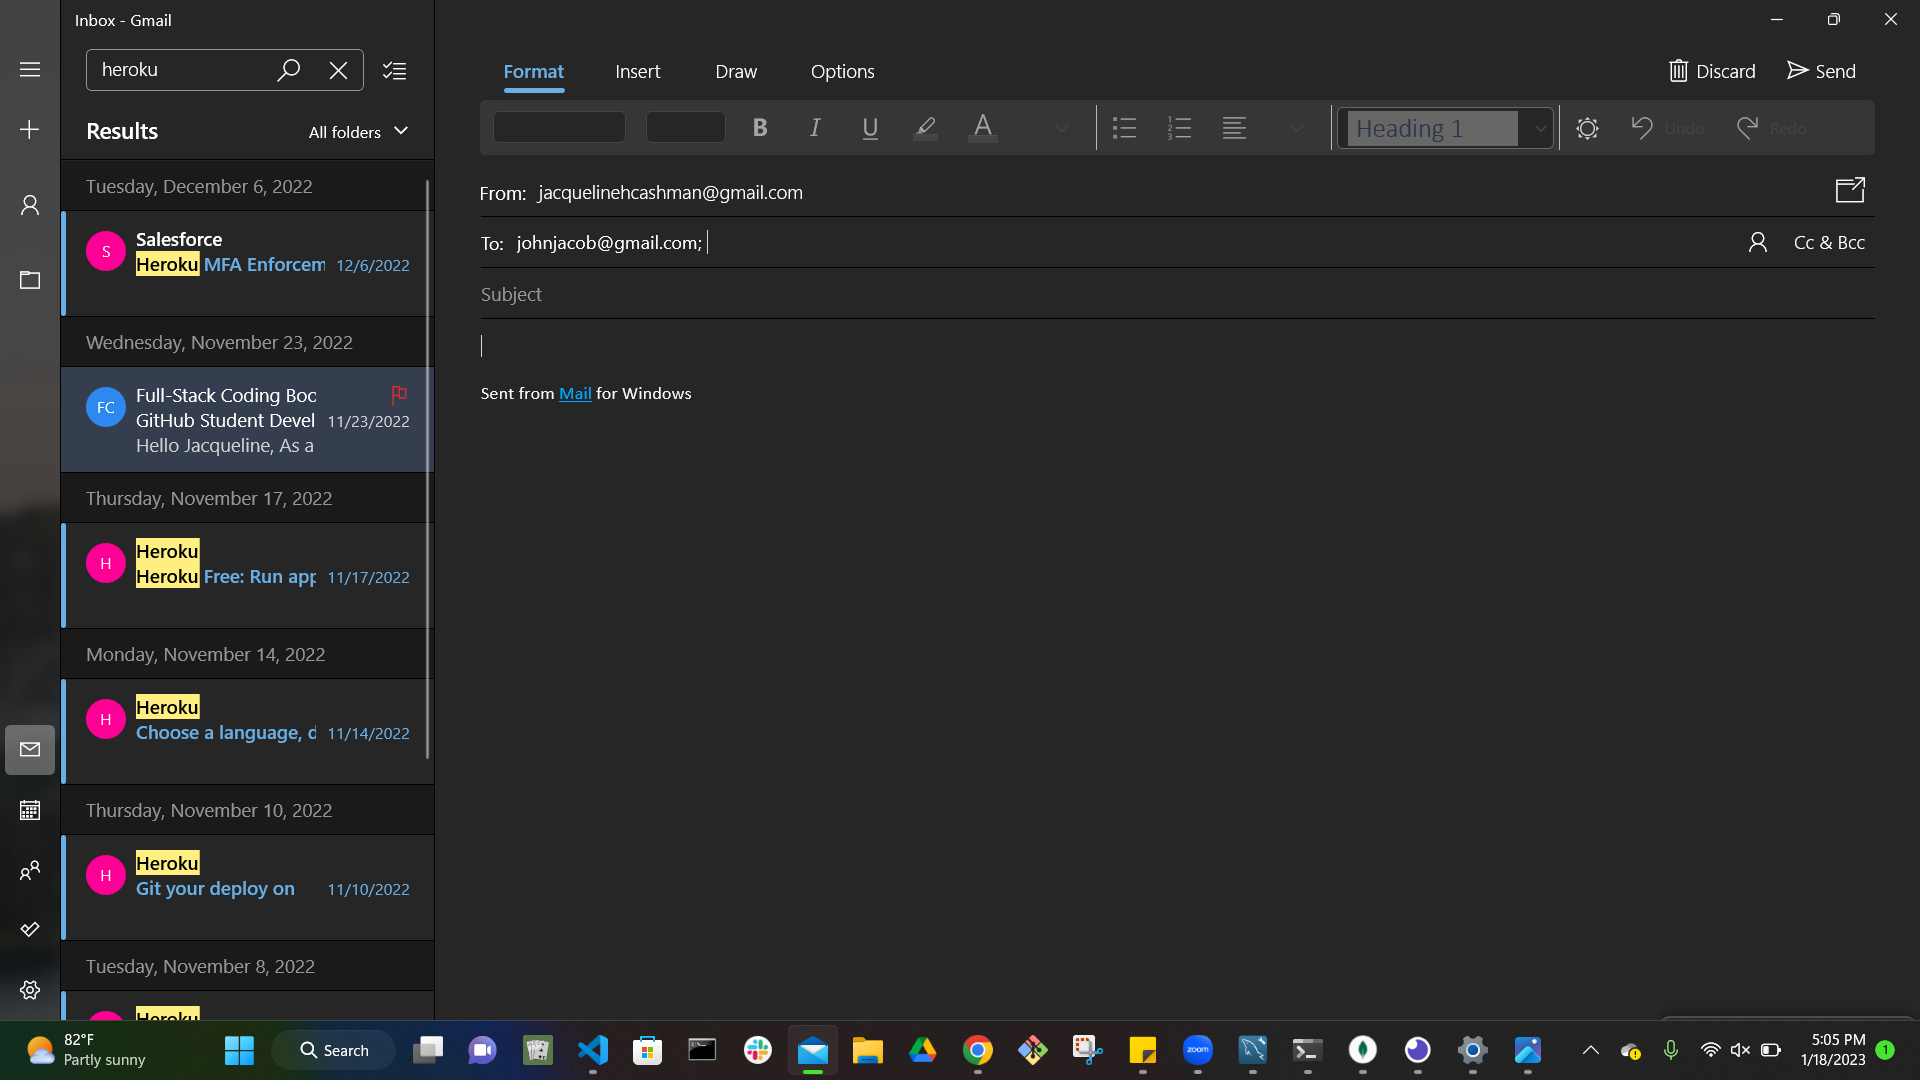 Inbox - Gmail
heroku
Results
All folders
Tuesday, December 6, 2022
S
Salesforce
Heroku MFA Enforcem 12/6/2022
Wednesday, November 23, 2022
FC
Full-Stack Coding Boo
GitHub Student Devel 11/23/2022
Hello Jacqueline, As a
Thursday, November 17, 2022
H
Heroku
Heroku Free: Run app 11/17/2022
Monday, November 14, 2022
H
Heroku
Choose a language, d 11/14/2022
Thursday, November 10, 2022
H
Heroku
Git your deploy on 11/10/2022
Tuesday, November 8, 2022
Heroku
Format Insert Draw Options
Discard Send
B I U A Heading 1 Undo Redo
From: jacquelinehcashman@gmail.com
To: johnjacob@gmail.com;
Cc & Bcc
Subject
Sent from Mail for Windows
82°F
Partly sunny
Search
zoom
5:05 PM
1/18/2023
1